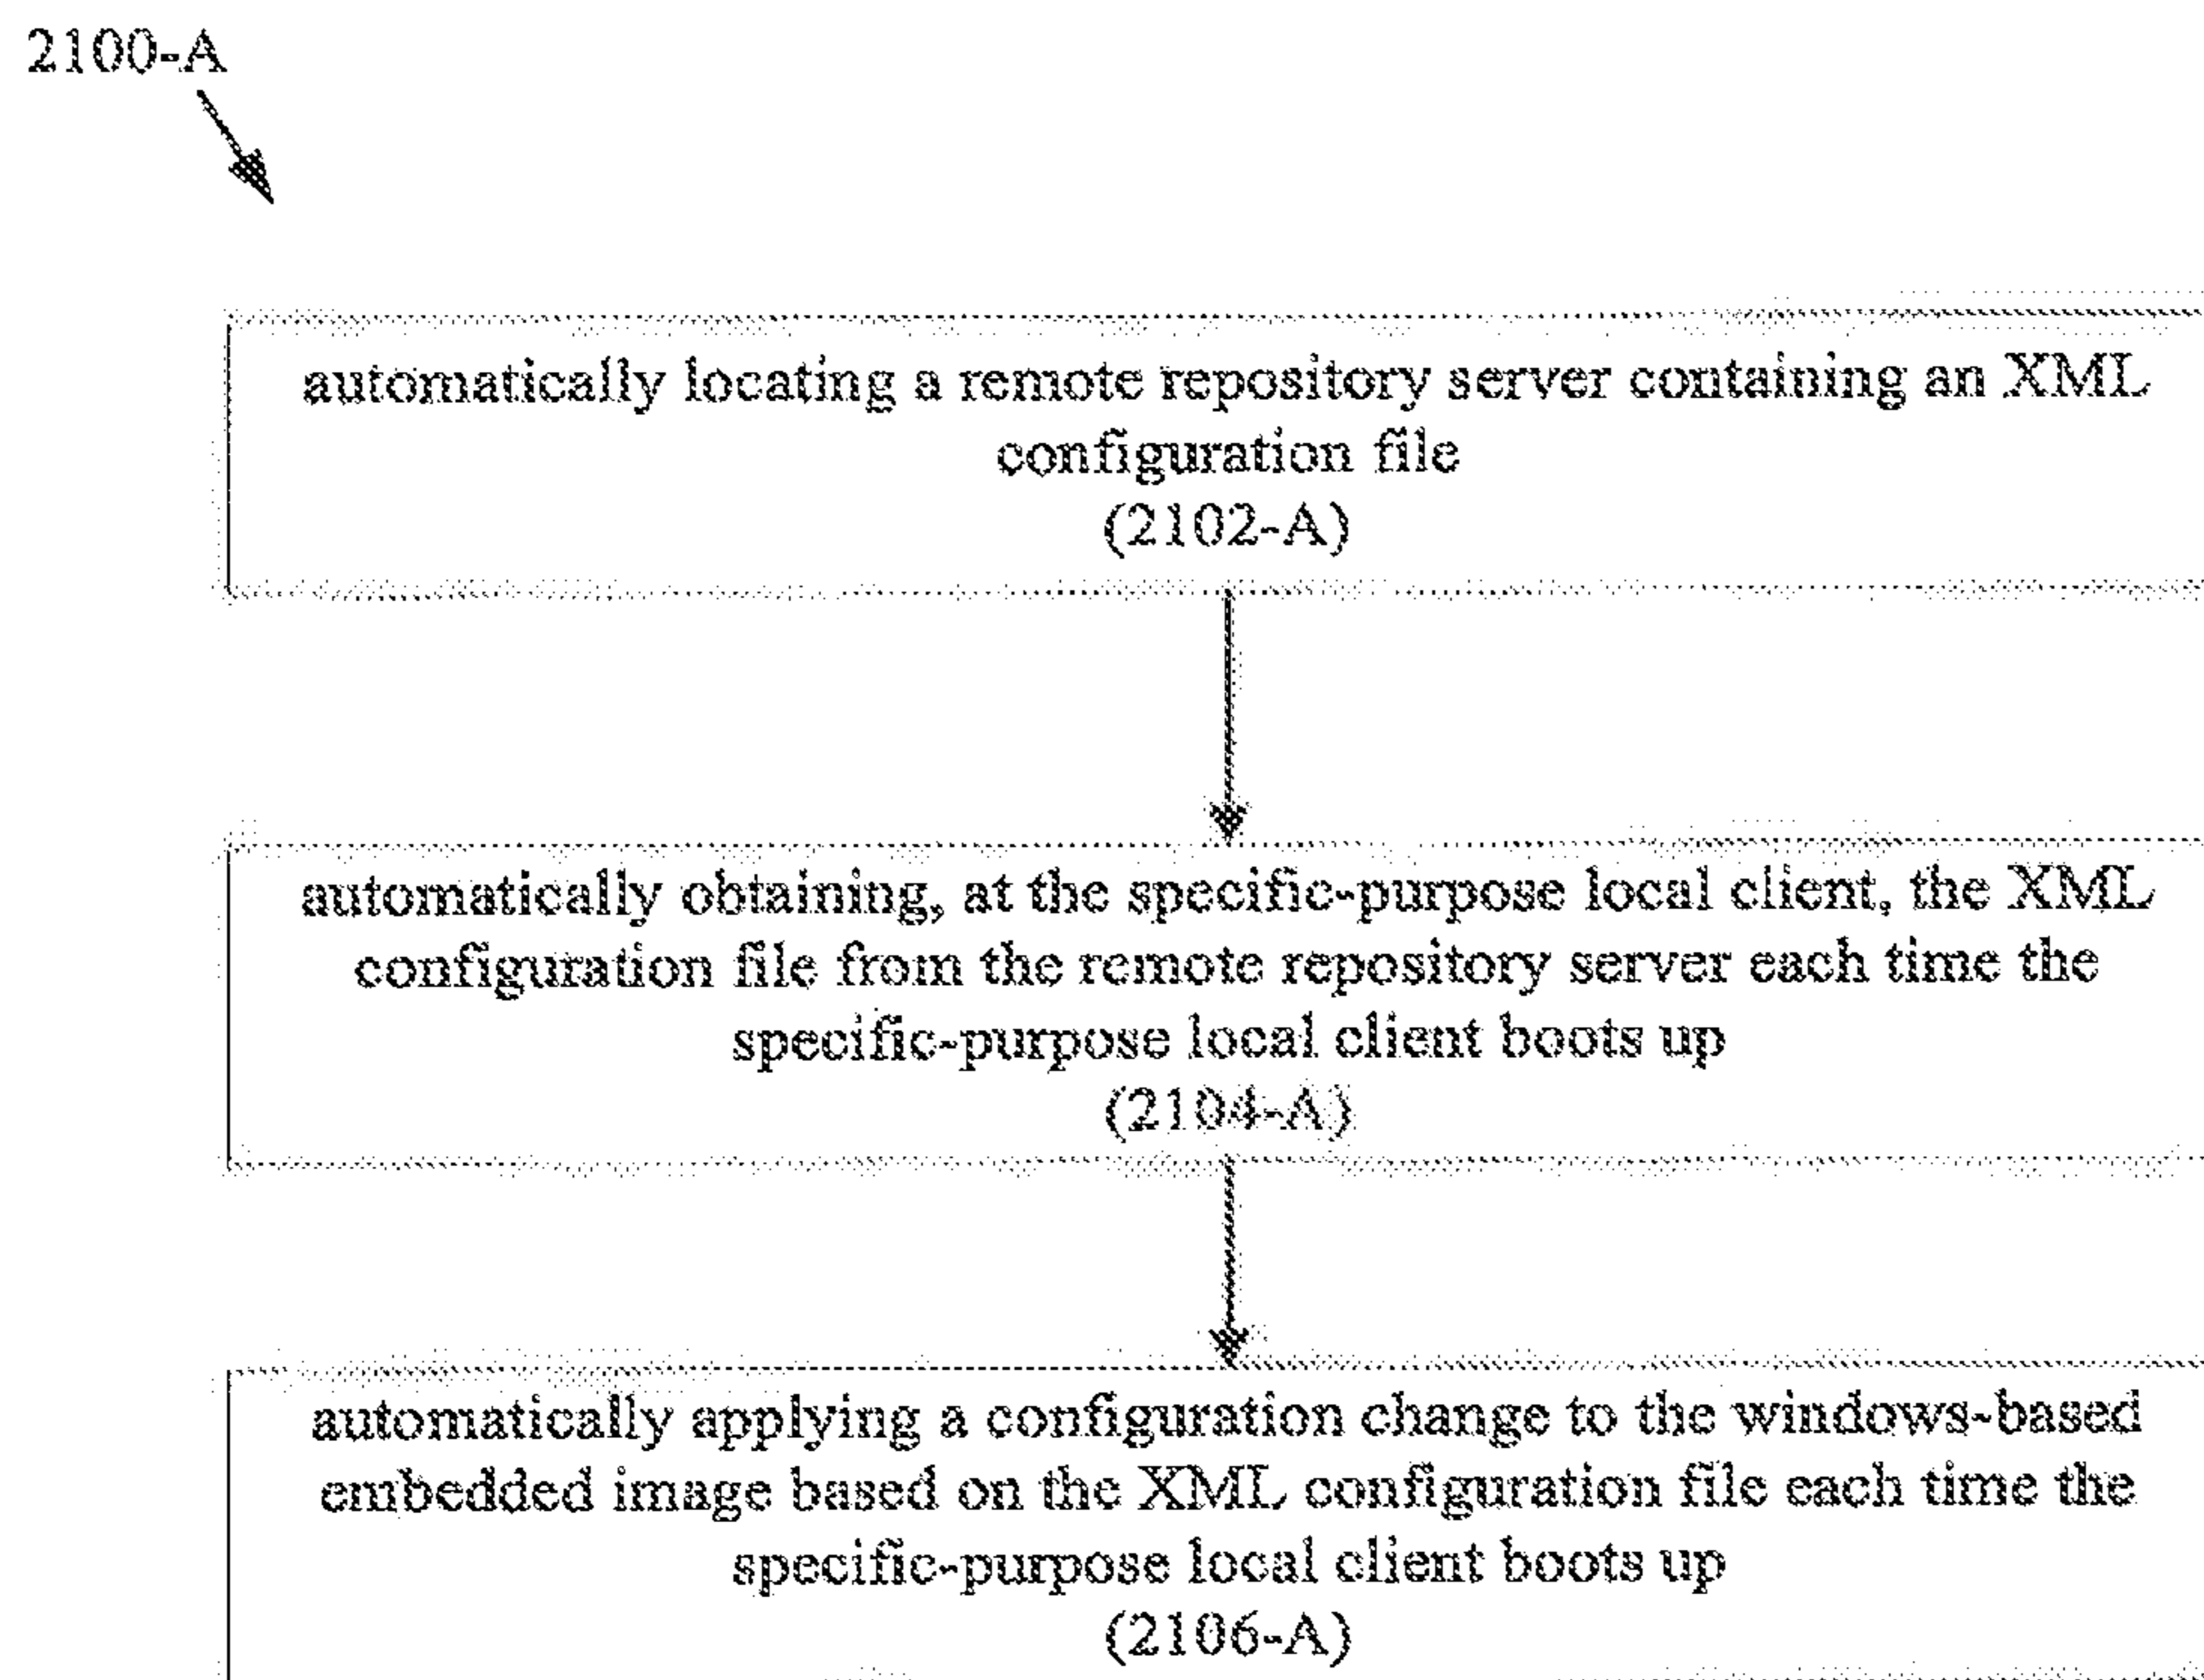 2100-A
automatically locating a remote repository server containing an XML
configuration file
(2102-A)
automatically obtaining, at the specific-purpose local client, the XML
configuration file from the remote repository server each time the
specific-purpose local client boots up
(2104-A)
automatically applying a configuration change to the windows-based
embedded image based on the XML configuration file each time the
specific-purpose local client boots up
(2106-A)